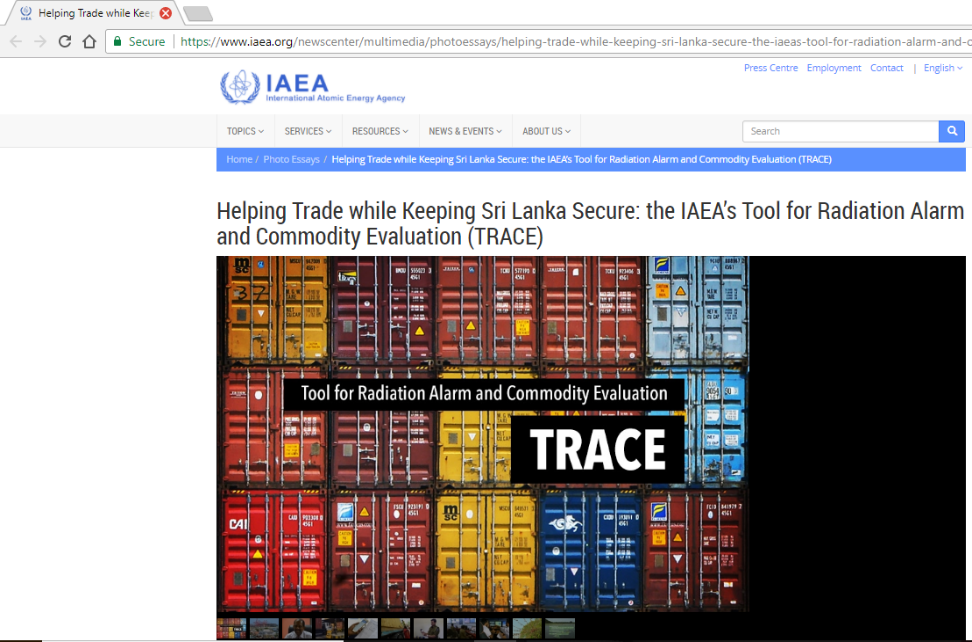 Helping Trade while Keep
Secure
https://www.iaea.org/newscenter/multimedia/photoessays/helping-trade-while-keeping-sri-lanka-secure-the-iaeas-tool-for-radiation-alarm-and-c
Press Centre Employment Contact | English
IAEA
International Atomic Energy Agency
TOPICS SERVICES RESOURCES NEWS & EVENTS ABOUT US
Search
Home / Photo Essays / Helping Trade while Keeping Sri Lanka Secure: the IAEA's Tool for Radiation Alarm and Commodity Evaluation (TRACE)
Helping Trade while Keeping Sri Lanka Secure: the IAEA's Tool for Radiation Alarm
and Commodity Evaluation (TRACE)
msc
37
Tool for Radiation Alarm and Commodity Evaluation
TRACE
CAI
msc